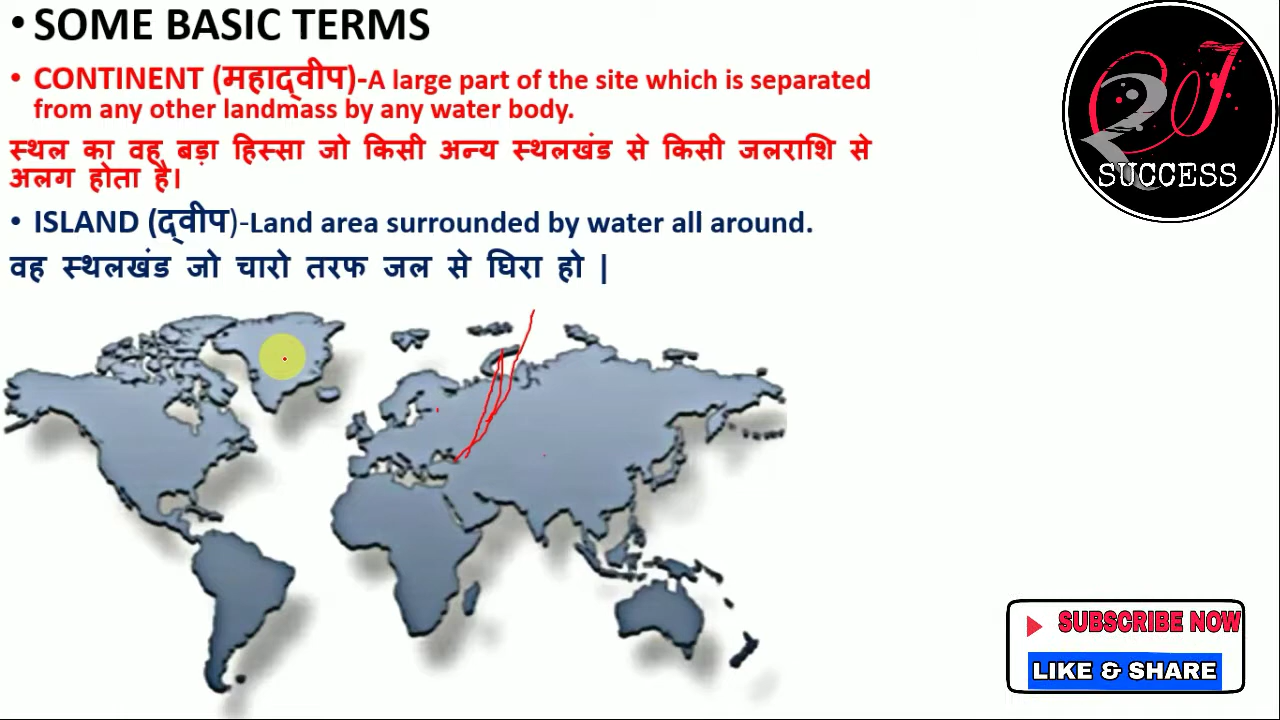 • SOME BASIC TERMS
• CONTINENT (महाद्वीप)-A large part of the site which is separated
from any other landmass by any water body.
स्थल का वह बड़ा हिस्सा जो किसी अन्य स्थलखंड से किसी जलराशि से
अलग होता है।
• ISLAND (द्वीप)-Land area surrounded by water all around.
वह स्थलखंड जो चारो तरफ जल से घिरा हो |
SUCCESS
SUBSCRIBE NOW
LIKE & SHARE